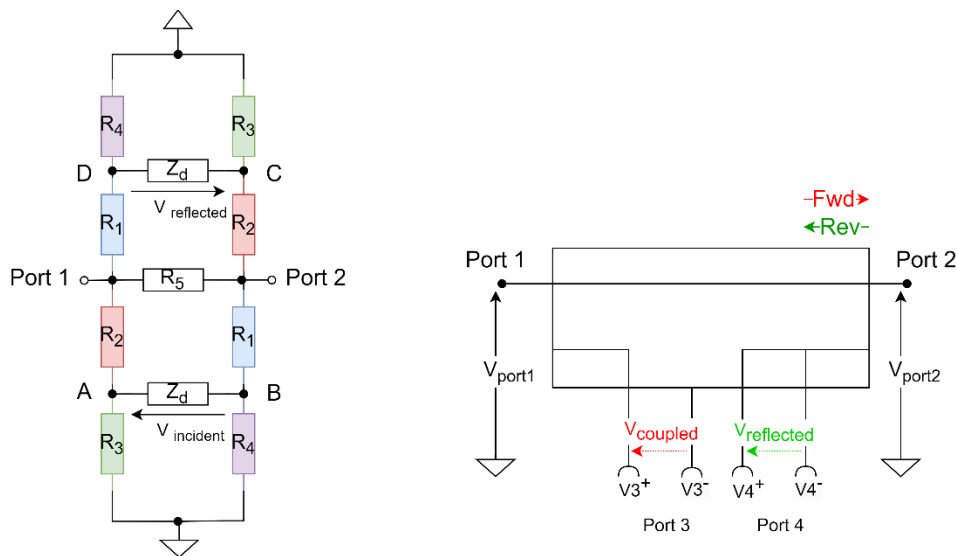 R4
R3
D
Zd
C
V reflected
R1
R2
Port 1
R5
Port 2
R2
R1
A
Zd
B
V incident
R3
R4
Fwd
Rev
Port 1
Port 2
Vport1
Vport2
Vcoupled
Vreflected
V3+
V3-
V4+
V4-
Port 3
Port 4